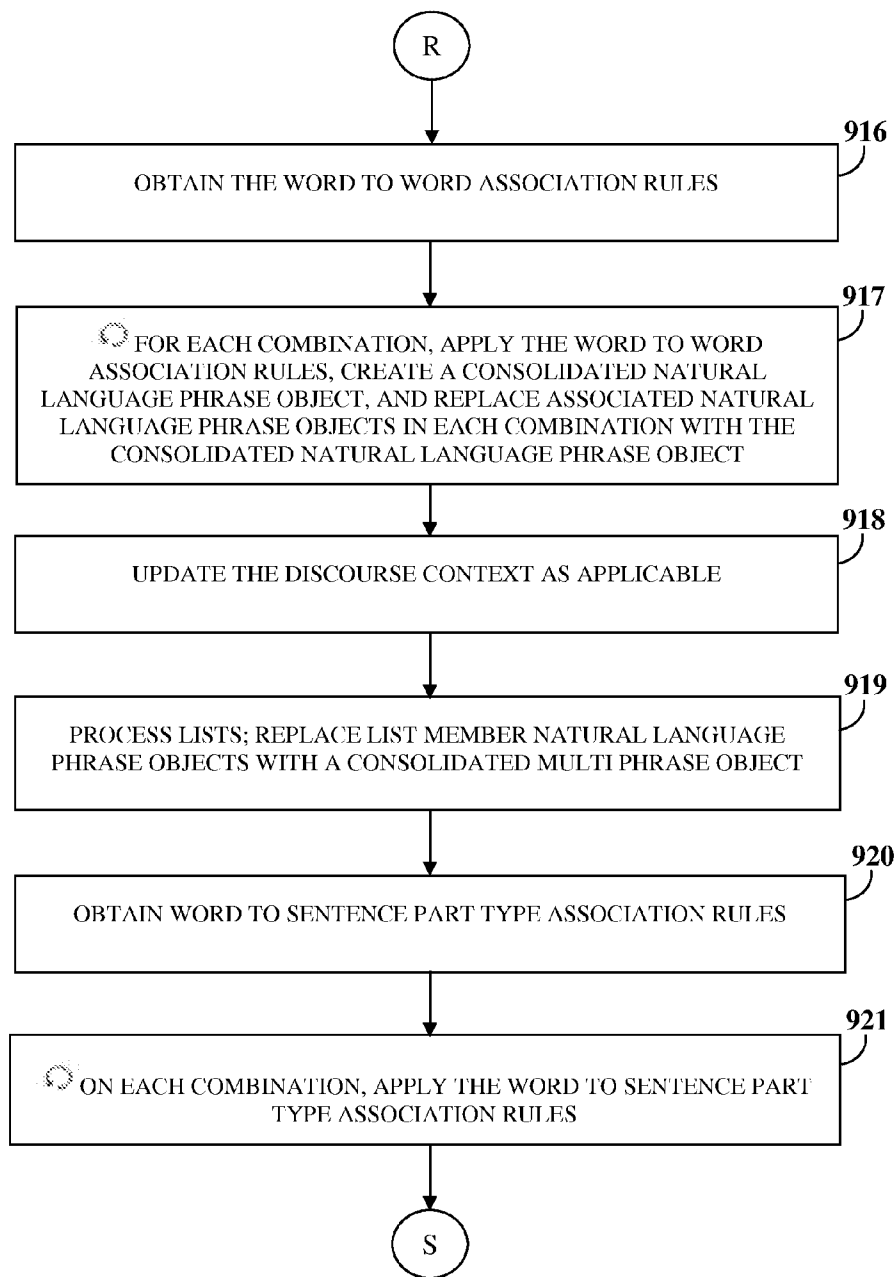 R
916
OBTAIN THE WORD TO WORD ASSOCIATION RULES
917
FOR EACH COMBINATION, APPLY THE WORD TO WORD
ASSOCIATION RULES, CREATE A CONSOLIDATED NATURAL
LANGUAGE PHRASE OBJECT, AND REPLACE ASSOCIATED NATURAL
LANGUAGE PHRASE OBJECTS IN EACH COMBINATION WITH THE
CONSOLIDATED NATURAL LANGUAGE PHRASE OBJECT
918
UPDATE THE DISCOURSE CONTEXT AS APPLICABLE
919
PROCESS LISTS; REPLACE LIST MEMBER NATURAL LANGUAGE
PHRASE OBJECTS WITH A CONSOLIDATED MULTI PHRASE OBJECT
920
OBTAIN WORD TO SENTENCE PART TYPE ASSOCIATION RULES
921
ON EACH COMBINATION, APPLY THE WORD TO SENTENCE PART
TYPE ASSOCIATION RULES
S